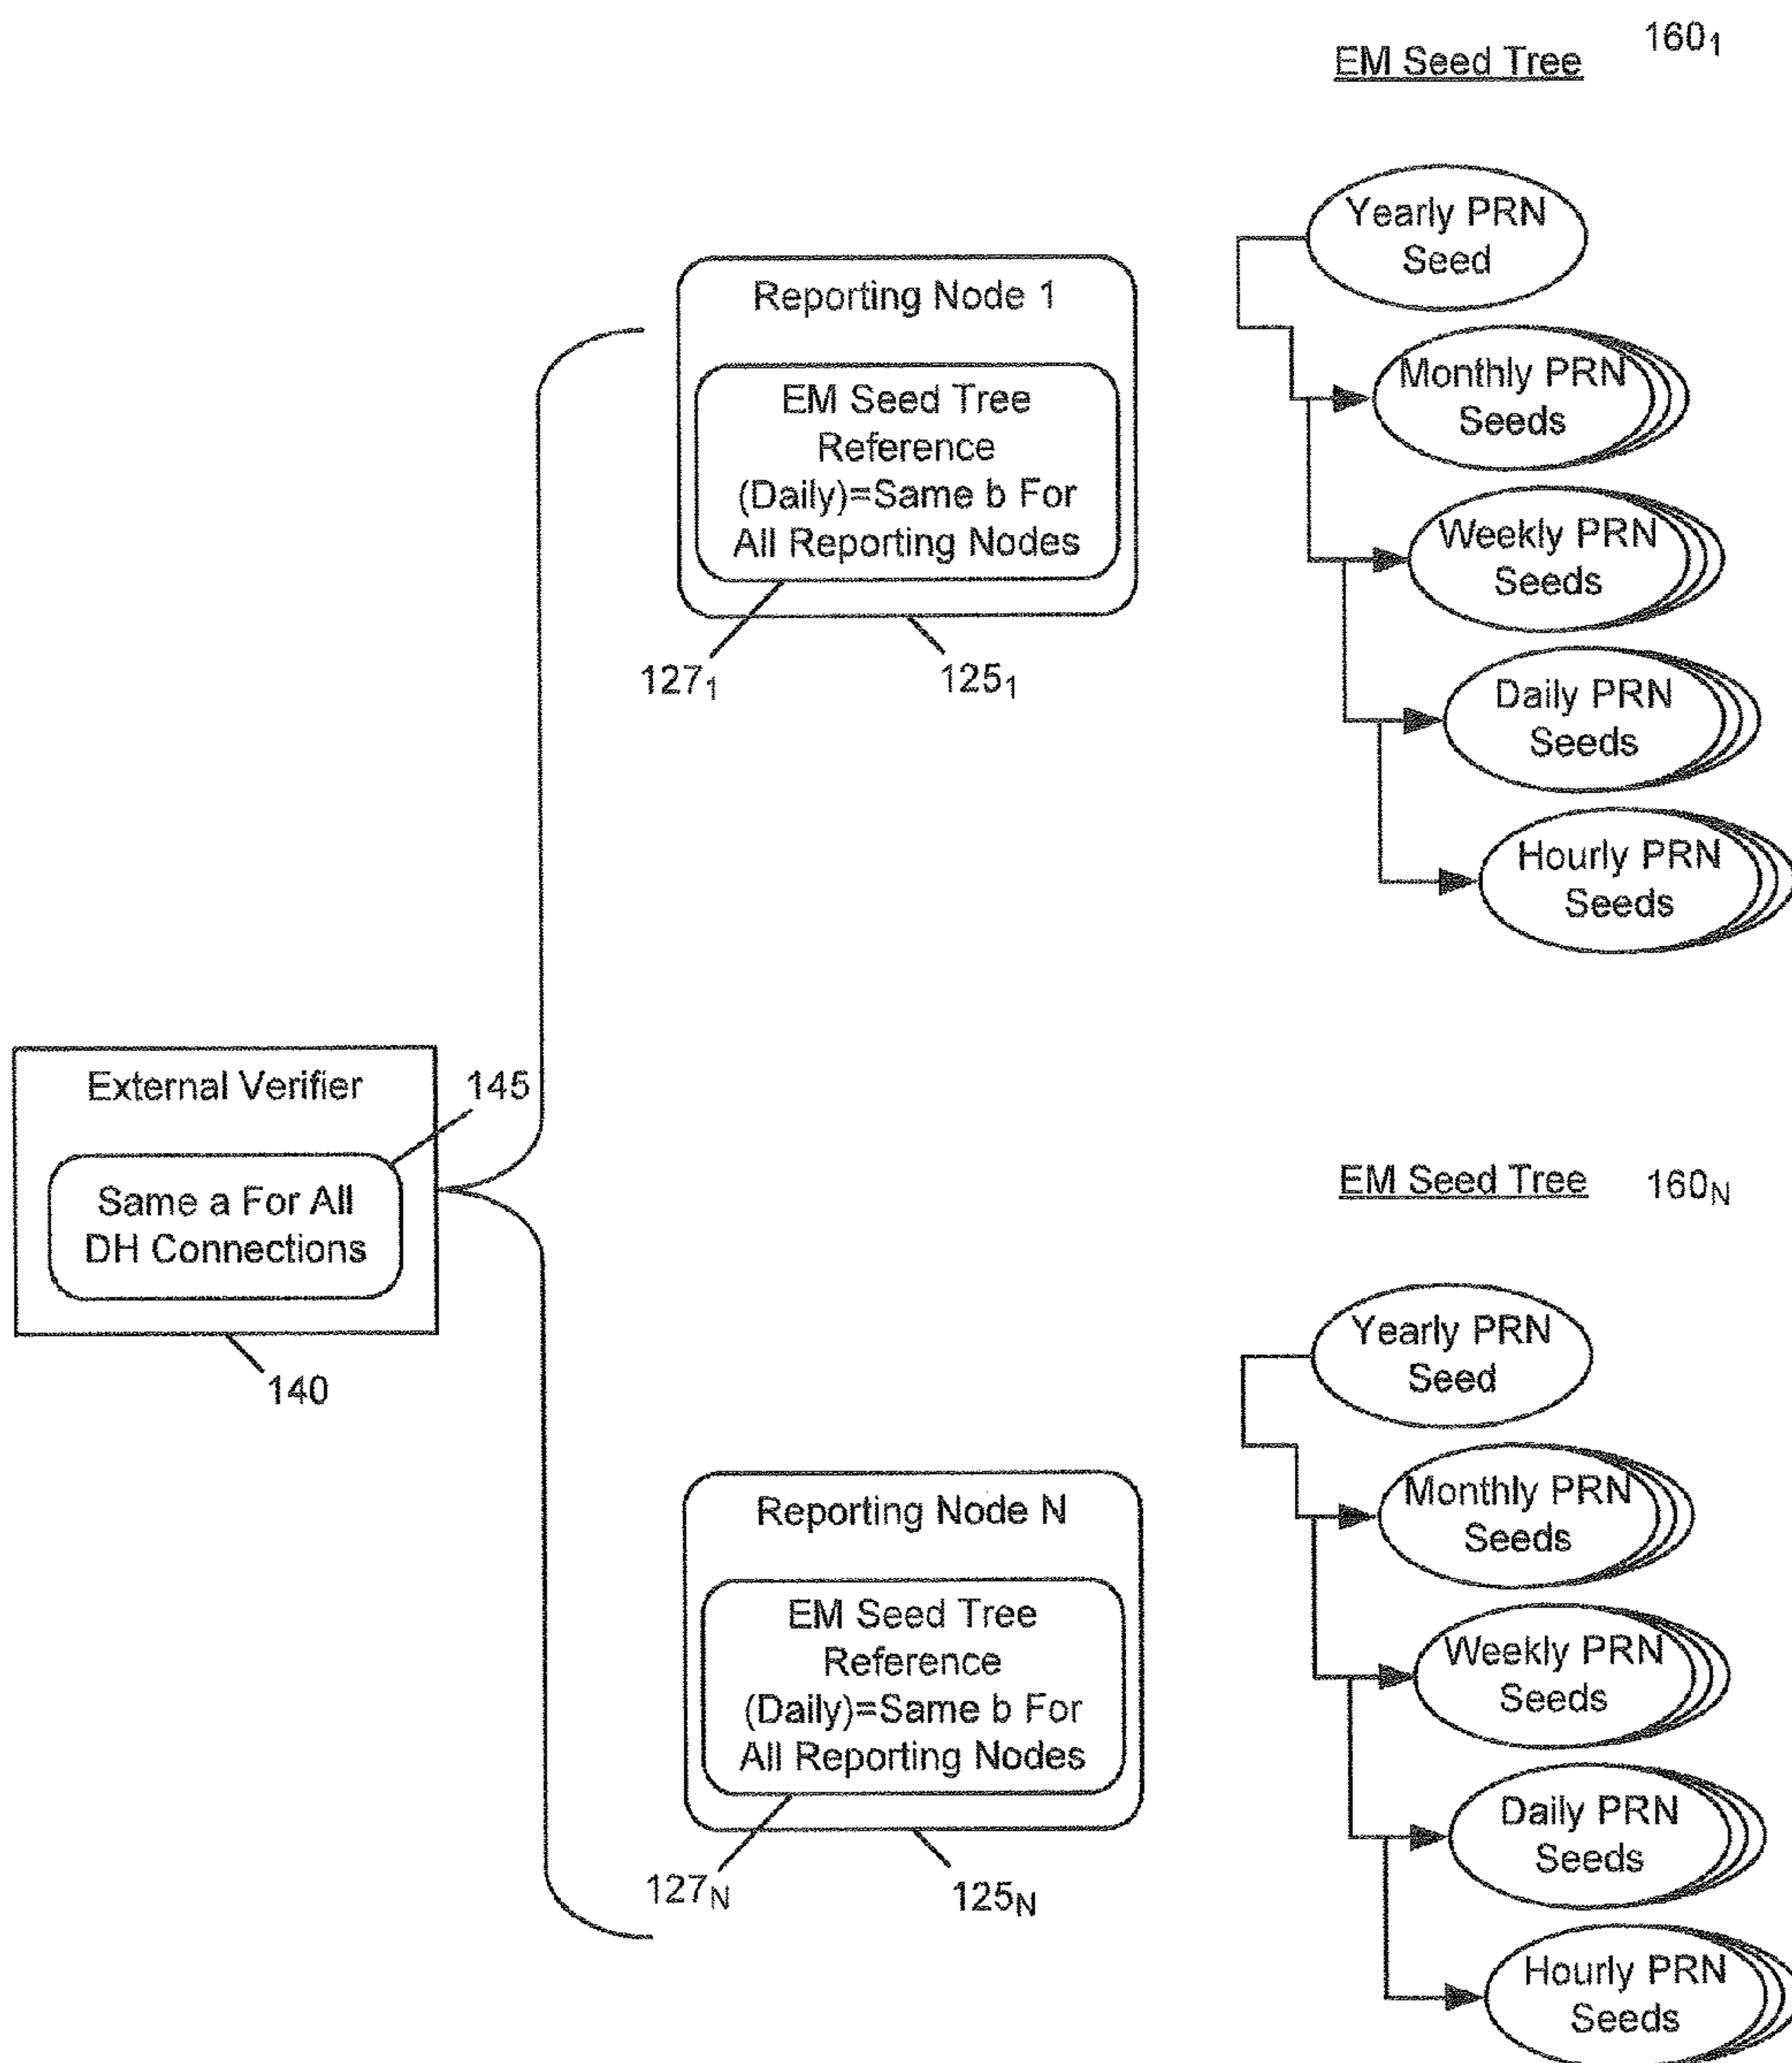 EM Seed Tree 160₁
Yearly PRN
Seed
Monthly PRN
Seeds
Weekly PRN
Seeds
Daily PRN
Seeds
Hourly PRN
Seeds
Reporting Node 1
EM Seed Tree
Reference
(Daily)=Same b For
All Reporting Nodes
127₁
125₁
External Verifier
145
Same a For All
DH Connections
140
EM Seed Tree 160N
Yearly PRN
Seed
Monthly PRN
Seeds
Weekly PRN
Seeds
Daily PRN
Seeds
Hourly PRN
Seeds
Reporting Node N
EM Seed Tree
Reference
(Daily)=Same b For
All Reporting Nodes
127N
125N